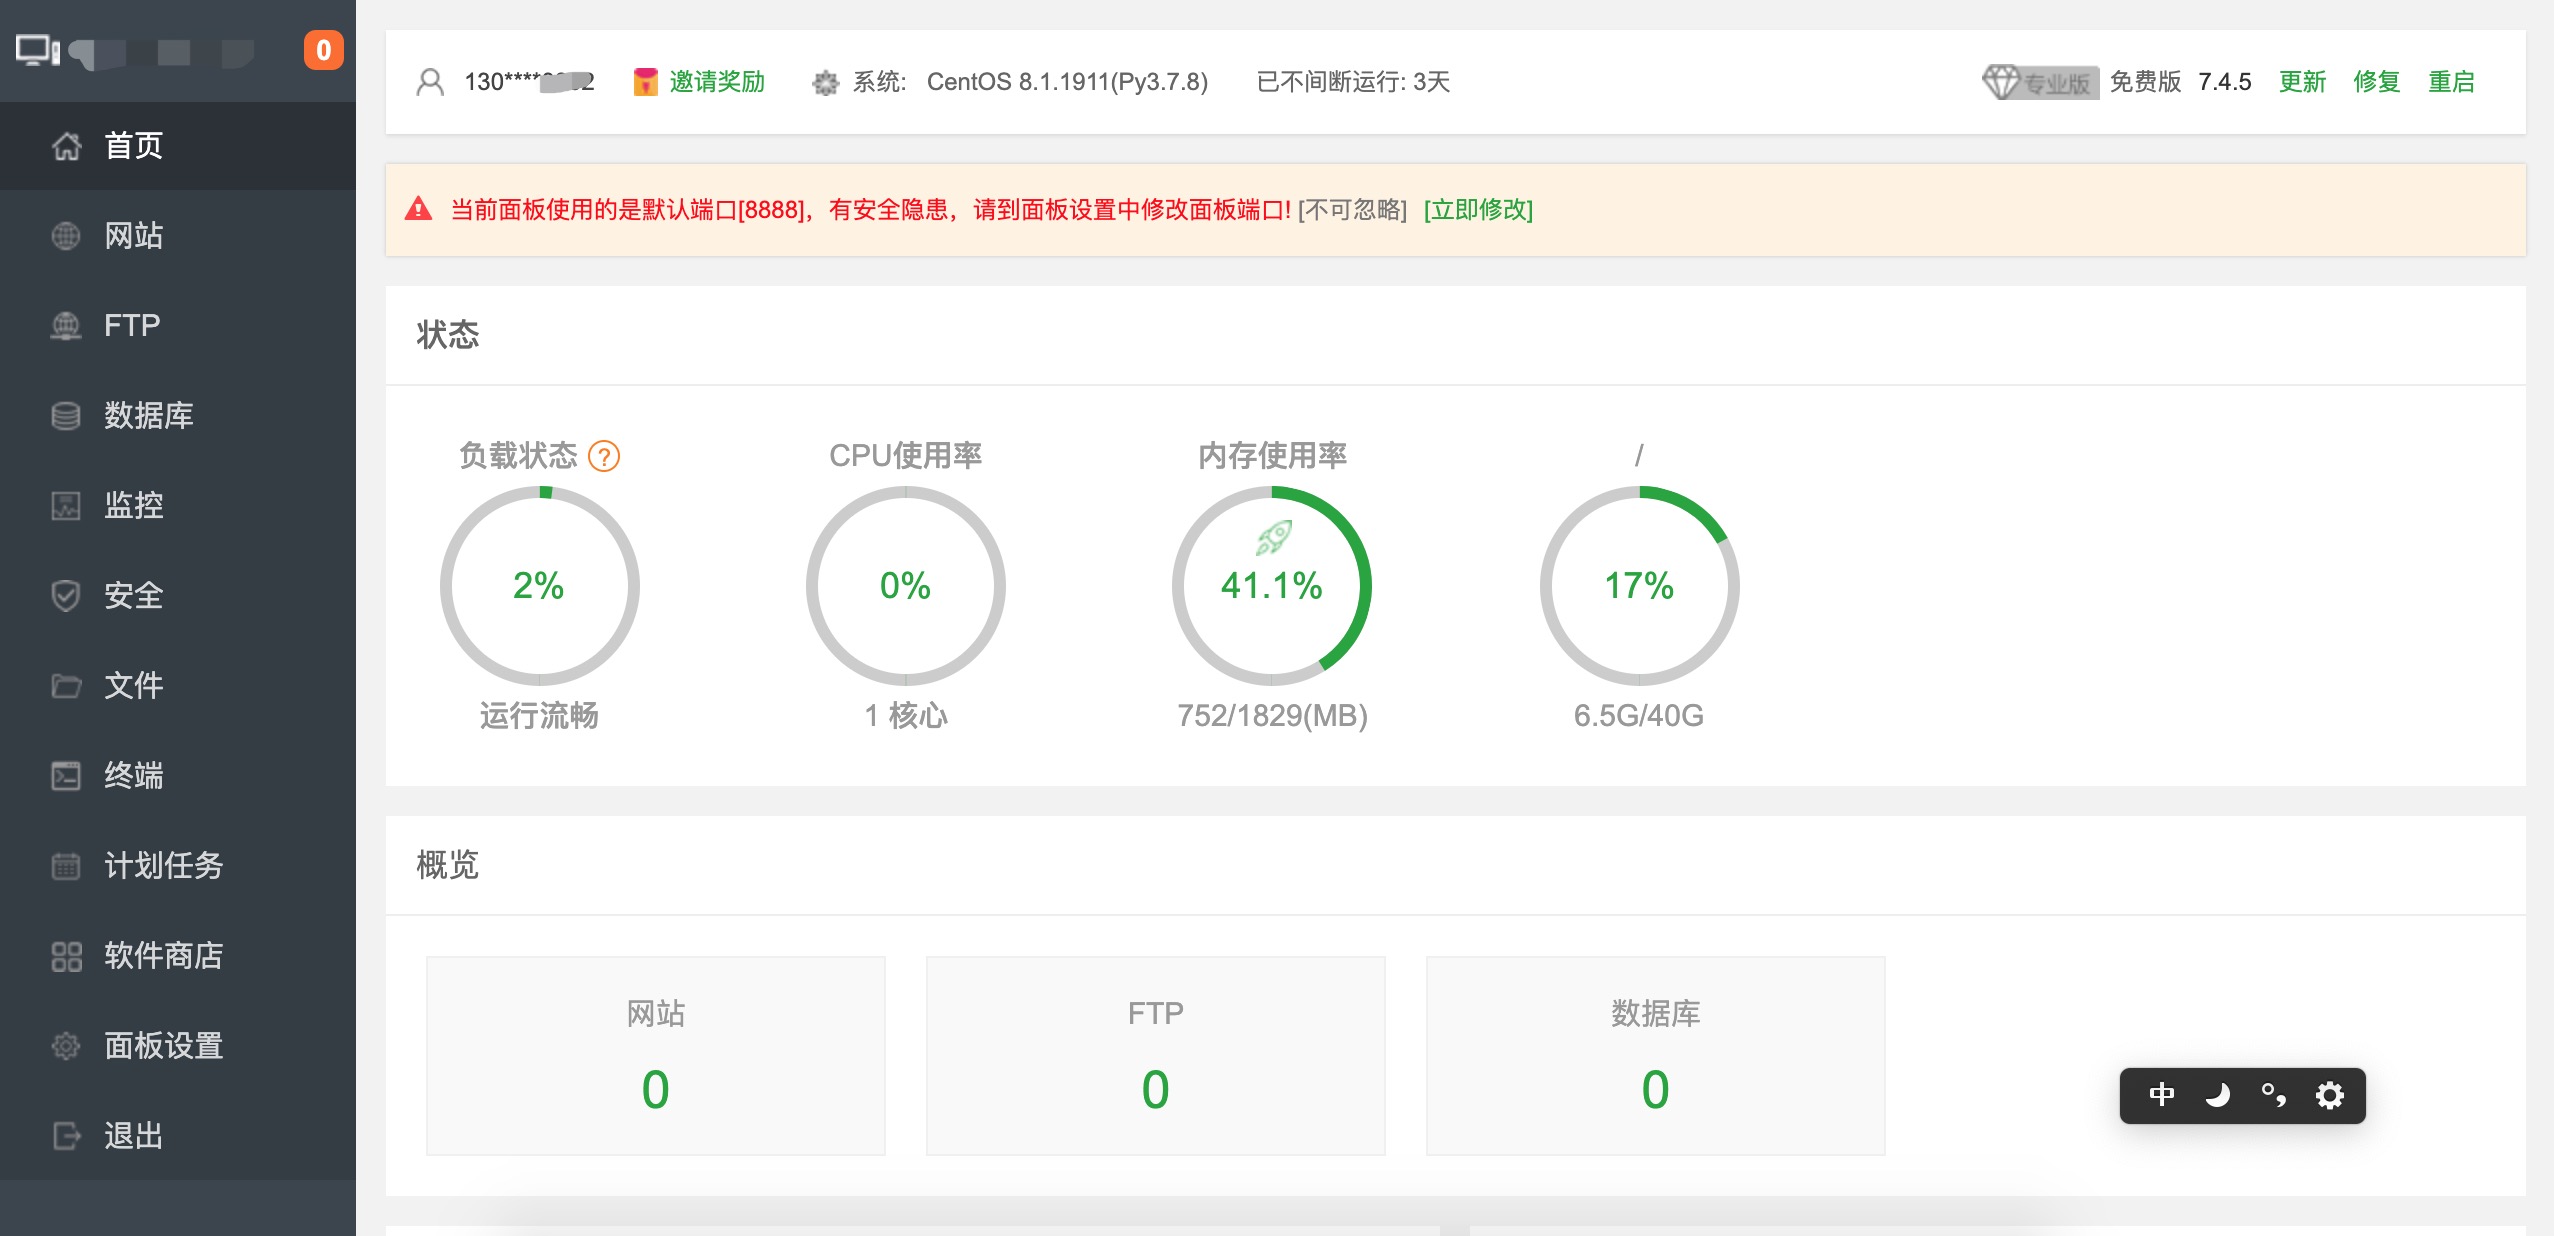 0
首页
网站
FTP
数据库
监控
安全
文件
终端
计划任务
软件商店
面板设置
退出
130**** 邀请奖励 系统: CentOS 8.1.1911(Py3.7.8) 已不间断运行: 3天 专业版 免费版 7.4.5 更新 修复 重启
当前面板使用的是默认端口[8888]，有安全隐患，请到面板设置中修改面板端口! [不可忽略] [立即修改]
状态
负载状态 ? CPU使用率 内存使用率 /
2% 0% 41.1% 17%
运行流畅 1 核心 752/1829(MB) 6.5G/40G
概览
网站 FTP 数据库
0 0 0
中 °,